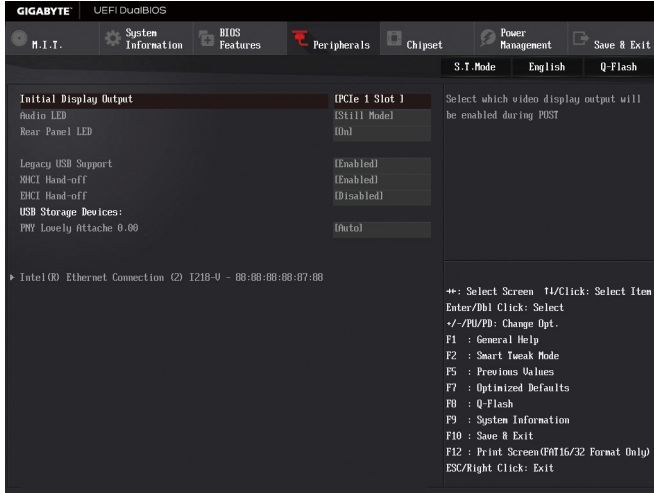 GIGABYTE™ UEFI DualBIOS
M.I.T. System Information BIOS Features Peripherals Chipset Power Management Save & Exit
S.T.Mode English Q-Flash
Initial Display Output [PCIe 1 Slot ]
Audio LED [Still Mode]
Rear Panel LED [On]
Legacy USB Support [Enabled]
XHCI Hand-off [Enabled]
EHCI Hand-off [Disabled]
USB Storage Devices:
PNY Lovely Attache 0.00 [Auto]
Intel(R) Ethernet Connection (2) I218-V - 88:88:88:88:87:88
Select which video display output will
be enabled during POST
→←: Select Screen ↑↓/Click: Select Item
Enter/Dbl Click: Select
+/-/PU/PD: Change Opt.
F1 : General Help
F2 : Smart Tweak Mode
F5 : Previous Values
F7 : Optimized Defaults
F8 : Q-Flash
F9 : System Information
F10 : Save & Exit
F12 : Print Screen(FAT16/32 Format Only)
ESC/Right Click: Exit